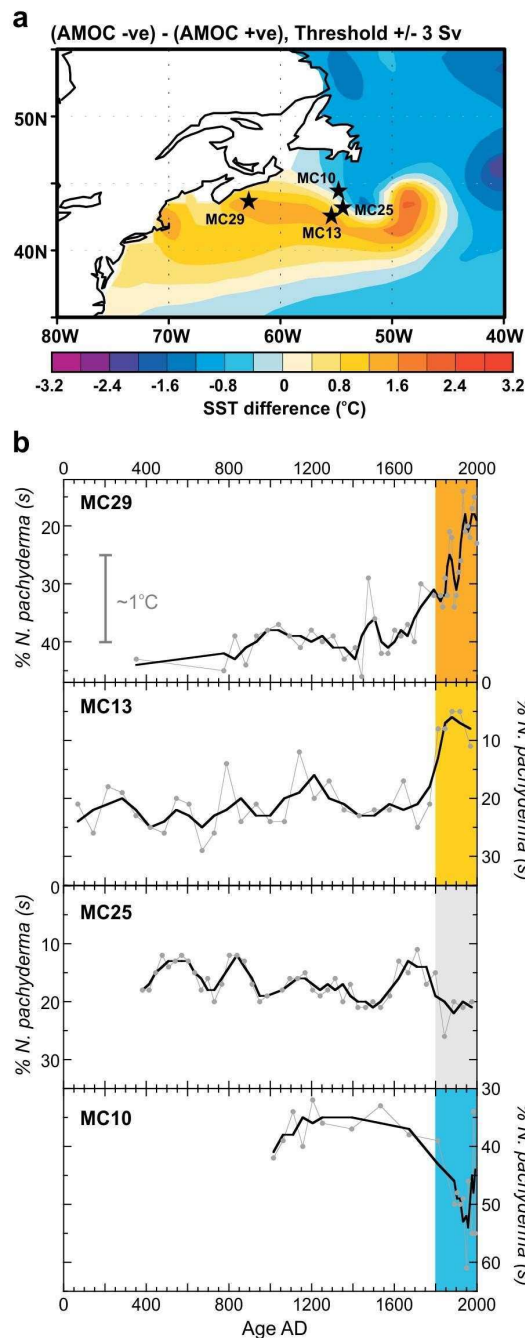 a
(AMOC -ve) - (AMOC +ve), Threshold +/- 3 Sv
50N
40N
MC10
MC29
MC25
MC13
80W 70W 60W 50W 40W
-3.2 -2.4 -1.6 -0.8 0 0.8 1.6 2.4 3.2
SST difference (°C)
b
0 400 800 1200 1600 2000
MC29
20
30
40
% N. pachyderma (s)
~1°C
MC13
0
10
20
30
% N. pachyderma (s)
MC25
0
10
20
30
% N. pachyderma (s)
MC10
30
40
50
60
% N. pachyderma (s)
0 400 800 1200 1600 2000
Age AD